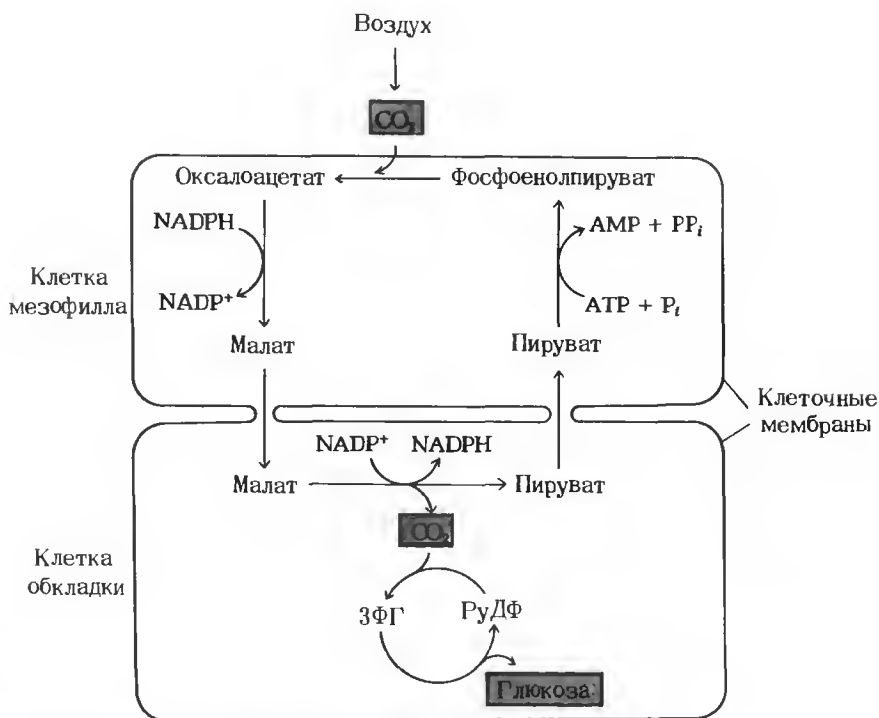 Воздух
CO₂
Оксалоацетат
Фосфоенолпируват
NADPH
AMP + PPᵢ
Клетка
мезофилла
NADP⁺
ATP + Pᵢ
Малат
Пируват
Клеточные
мембраны
NADP⁺
NADPH
Малат
Пируват
CO₂
Клетка
обкладки
3ФГ
РуДФ
Глюкоза